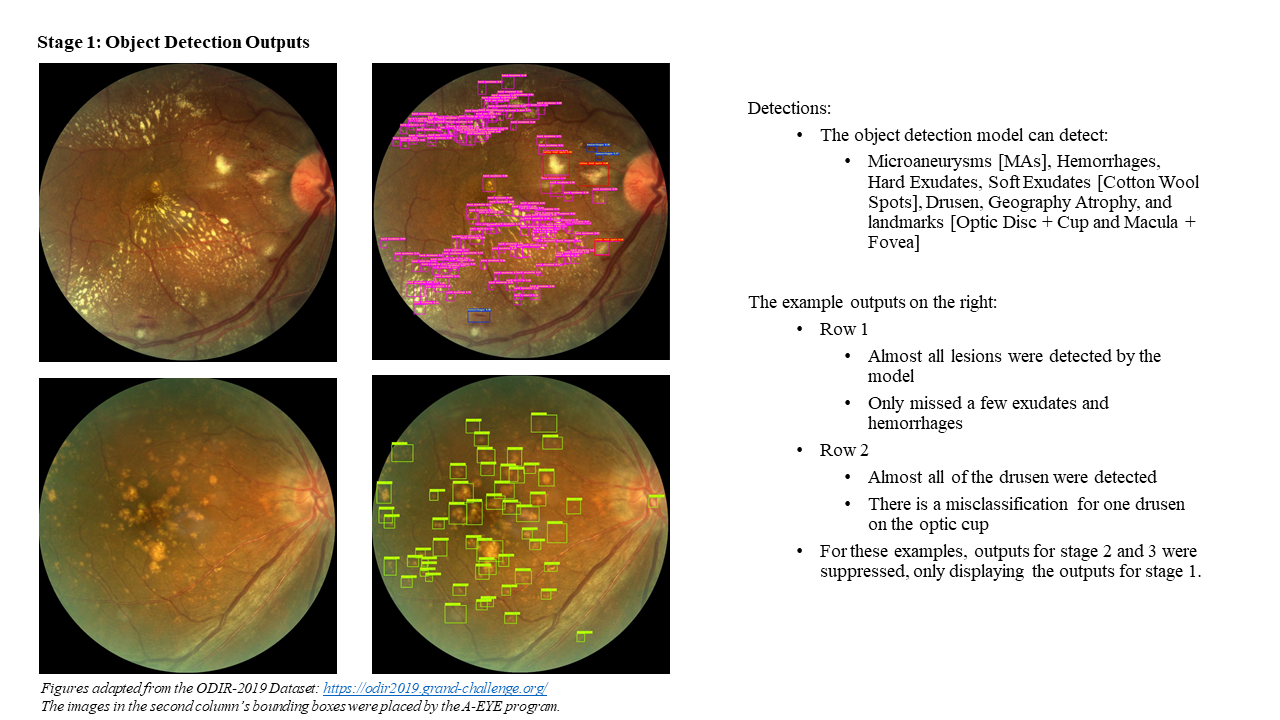 Stage 1: Object Detection Outputs
Detections:
• The object detection model can detect:
• Microaneurysms [MAs], Hemorrhages,
Hard Exudates, Soft Exudates [Cotton Wool
Spots], Drusen, Geography Atrophy, and
landmarks [Optic Disc + Cup and Macula +
Fovea]
The example outputs on the right:
• Row 1
• Almost all lesions were detected by the
model
• Only missed a few exudates and
hemorrhages
• Row 2
• Almost all of the drusen were detected
• There is a misclassification for one drusen
on the optic cup
• For these examples, outputs for stage 2 and 3 were
suppressed, only displaying the outputs for stage 1.
Figures adapted from the ODIR-2019 Dataset: https://odir2019.grand-challenge.org/
The images in the second column's bounding boxes were placed by the A-EYE program.